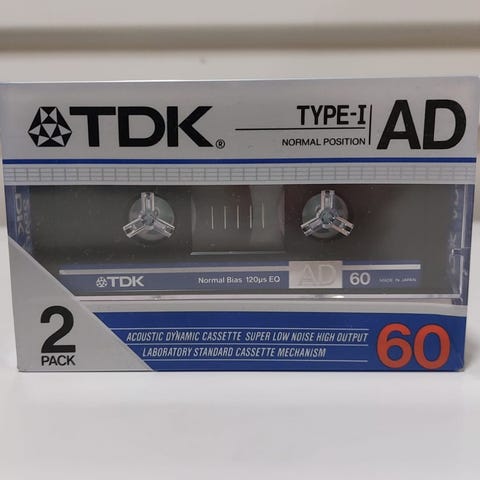 TDK®
TYPE-I
NORMAL POSITION
AD
TDK
Normal Bias 120µs EQ
AD
60
MADE IN JAPAN
2
PACK
ACOUSTIC DYNAMIC CASSETTE SUPER LOW NOISE HIGH OUTPUT
LABORATORY STANDARD CASSETTE MECHANISM
60